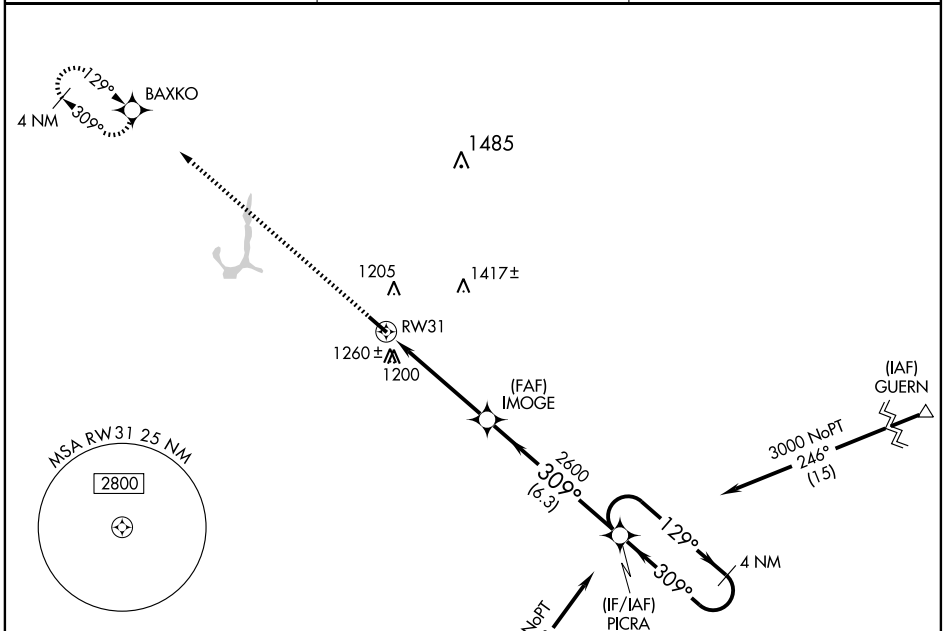 129°
BAXKO
309°
4 NM
1485
1205
1417±
RW31
1260±
1200
(FAF)
IMOGE
(IAF)
GUERN
3000 NoPT
246°
(15)
MSA RW31 25 NM
2800
2600
309°
(6.3)
129°
4 NM
309°
(IF/IAF)
PICRA
NoPT